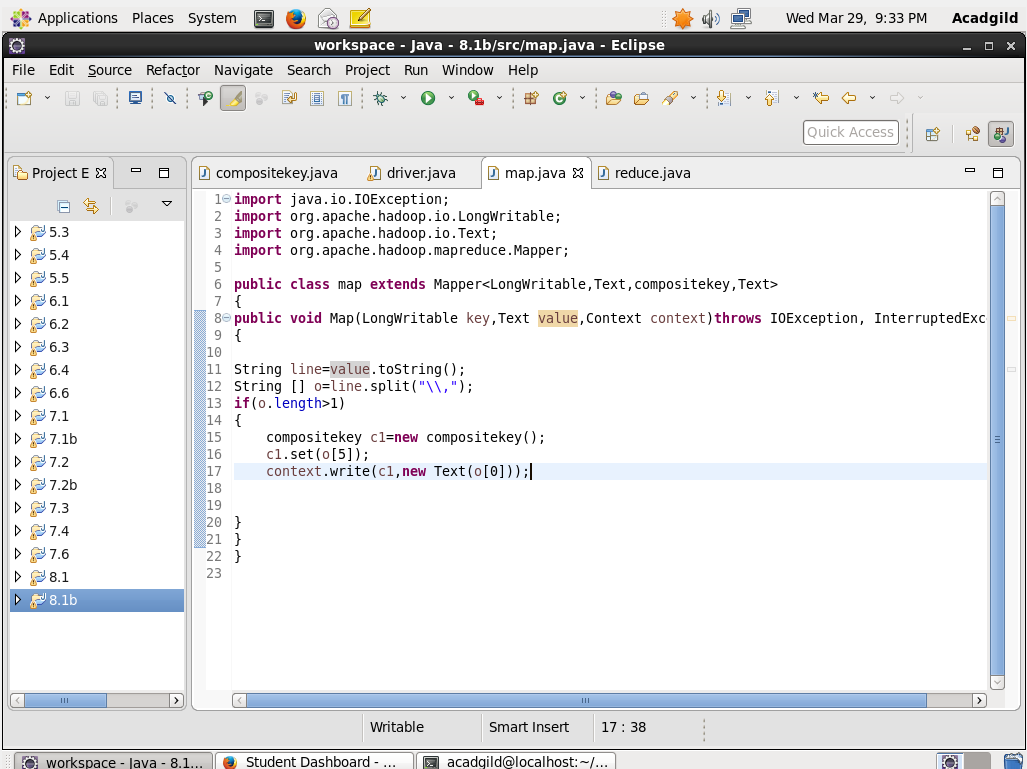 Applications Places System Wed Mar 29, 9:33 PM Acadgild
workspace - Java - 8.1b/src/map.java - Eclipse
File Edit Source Refactor Navigate Search Project Run Window Help
Quick Access
Project E
compositekey.java driver.java map.java reduce.java
5.3
5.4
5.5
6.1
6.2
6.3
6.4
6.6
7.1
7.1b
7.2
7.2b
7.3
7.4
7.6
8.1
8.1b
1 import java.io.IOException;
2 import org.apache.hadoop.io.LongWritable;
3 import org.apache.hadoop.io.Text;
4 import org.apache.hadoop.mapreduce.Mapper;
5
6 public class map extends Mapper<LongWritable,Text,compositekey,Text>
7 {
8 public void Map(LongWritable key,Text value,Context context)throws IOException, InterruptedExc
9 {
10
11 String line=value.toString();
12 String [] o=line.split("\\,");
13 if(o.length>1)
14 {
15     compositekey c1=new compositekey();
16     c1.set(o[5]);
17     context.write(c1,new Text(o[0]));
18
19
20 }
21 }
22 }
23
Writable Smart Insert 17 : 38
workspace - Java - 8.1... Student Dashboard - ... acadgild@localhost:~/...